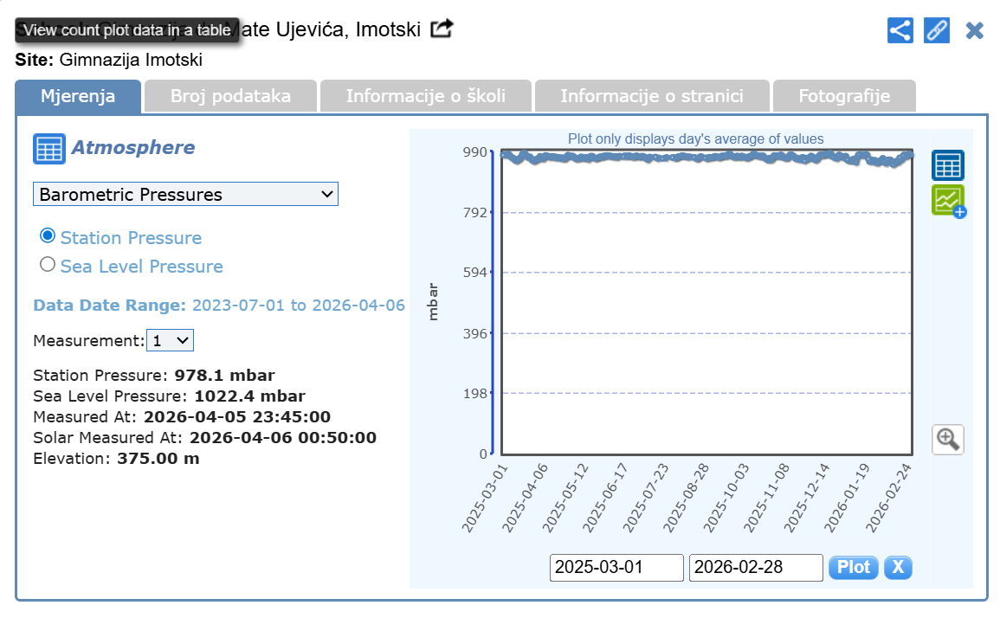 View count plot data in a table
Mate Ujevića, Imotski
Site: Gimnazija Imotski
Mjerenja
Broj podataka
Informacije o školi
Informacije o stranici
Fotografije
Atmosphere
Barometric Pressures
Station Pressure
Sea Level Pressure
Data Date Range: 2023-07-01 to 2026-04-06
Measurement: 1
Station Pressure: 978.1 mbar
Sea Level Pressure: 1022.4 mbar
Measured At: 2026-04-05 23:45:00
Solar Measured At: 2026-04-06 00:50:00
Elevation: 375.00 m
Plot only displays day's average of values
990
792
594
396
198
0
mbar
2025-03-01
2025-04-06
2025-05-12
2025-06-17
2025-07-23
2025-08-28
2025-10-03
2025-11-08
2025-12-14
2026-01-19
2026-02-24
2025-03-01
2026-02-28
Plot
X